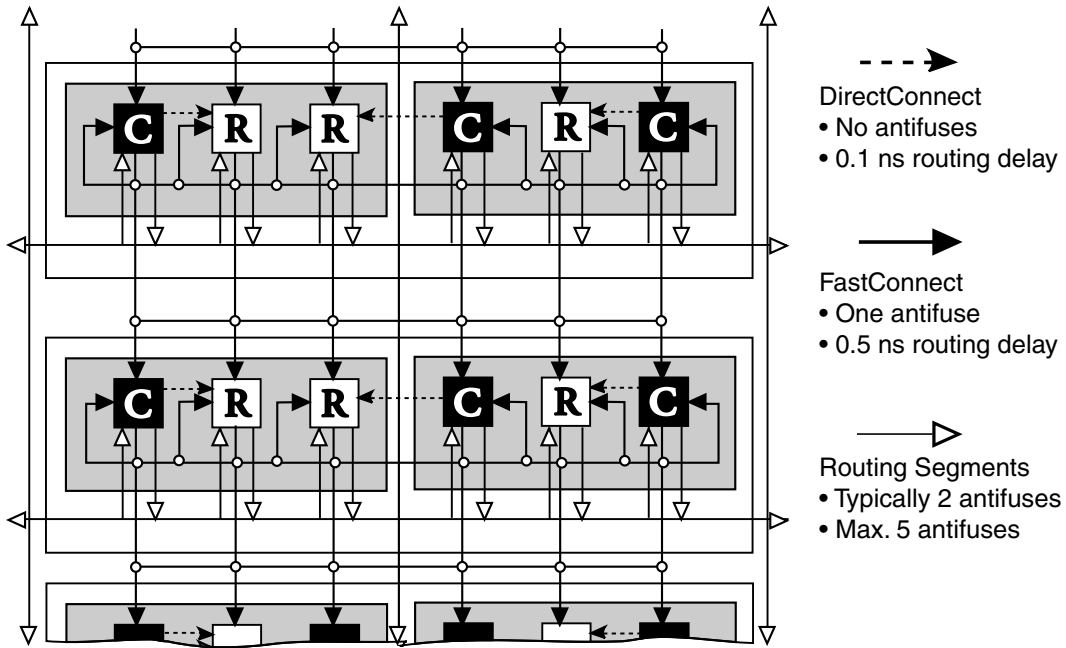 C R R C R C
C R R C R C
DirectConnect
• No antifuses
• 0.1 ns routing delay
FastConnect
• One antifuse
• 0.5 ns routing delay
Routing Segments
• Typically 2 antifuses
• Max. 5 antifuses